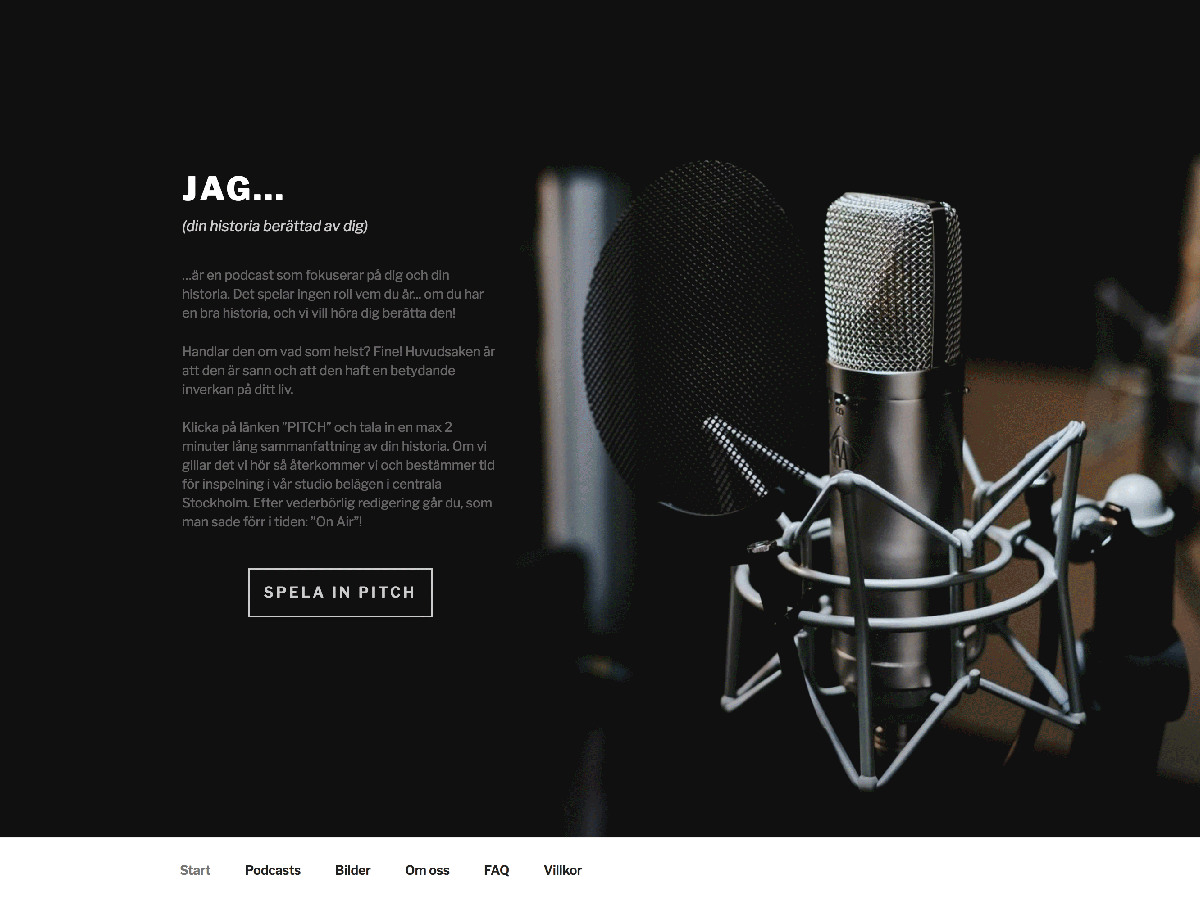 JAG...
(din historia berättad av dig)
...är en podcast som fokuserar på dig och din
historia. Det spelar ingen roll vem du är... om du har
en bra historia, och vi vill höra dig berätta den!
Handlar den om vad som helst? Fine! Huvudsaken är
att den är sann och att den haft en betydande
inverkan på ditt liv.
Klicka på länken "PITCH" och tala in en max 2
minuter lång sammanfattning av din historia. Om vi
gillar det vi hör så återkommer vi och bestämmer tid
för inspelning i vår studio belägen i centrala
Stockholm. Efter vederbörlig redigering går du, som
man sade förr i tiden: "On Air"!
SPELA IN PITCH
Start Podcasts Bilder Om oss FAQ Villkor